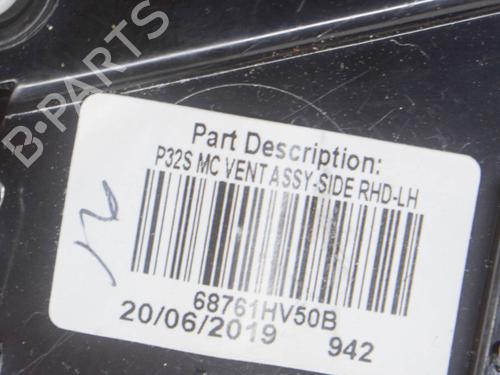 B-PARTS
Part Description:
P32S MC VENT ASSY-SIDE RHD-LH
68761HV50B
20/06/2019 942